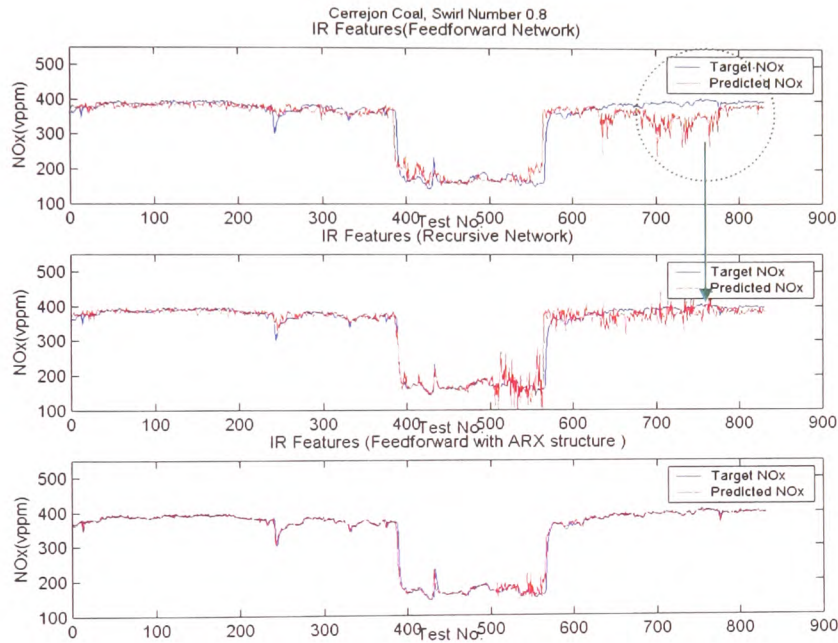 Cerrejon Coal, Swirl Number 0.8
IR Features(Feedforward Network)
NOx(vppm)
500
400
300
200
100
Target NOx
Predicted NOx
0 100 200 300 400 500 600 700 800 900
Test No.
IR Features (Recursive Network)
NOx(vppm)
500
400
300
200
100
Target NOx
Predicted NOx
0 100 200 300 400 500 600 700 800 900
Test No.
IR Features (Feedforward with ARX structure )
NOx(vppm)
500
400
300
200
100
Target NOx
Predicted NOx
0 100 200 300 400 500 600 700 800 900
Test No.